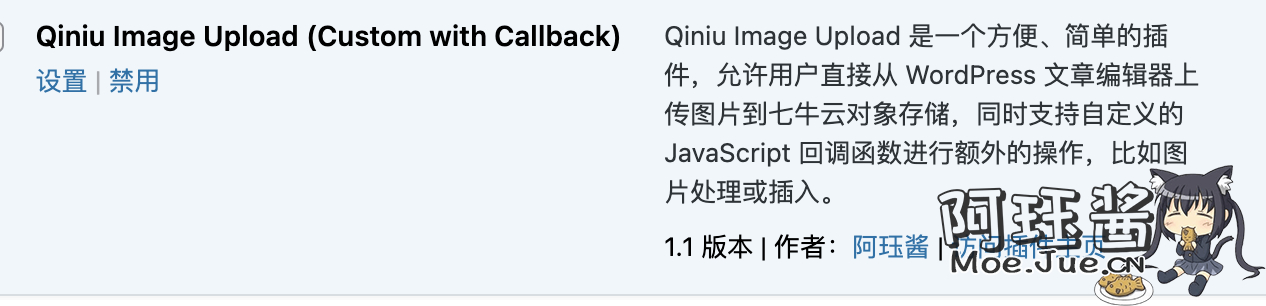 Qiniu Image Upload (Custom with Callback)
设置 | 禁用
Qiniu Image Upload 是一个方便、简单的插
件，允许用户直接从 WordPress 文章编辑器上
传图片到七牛云对象存储，同时支持自定义的
JavaScript 回调函数进行额外的操作，比如图
片处理或插入。
1.1 版本 | 作者：阿珏酱 | 访问插件主页
阿珏酱
Moe.Jue.CN